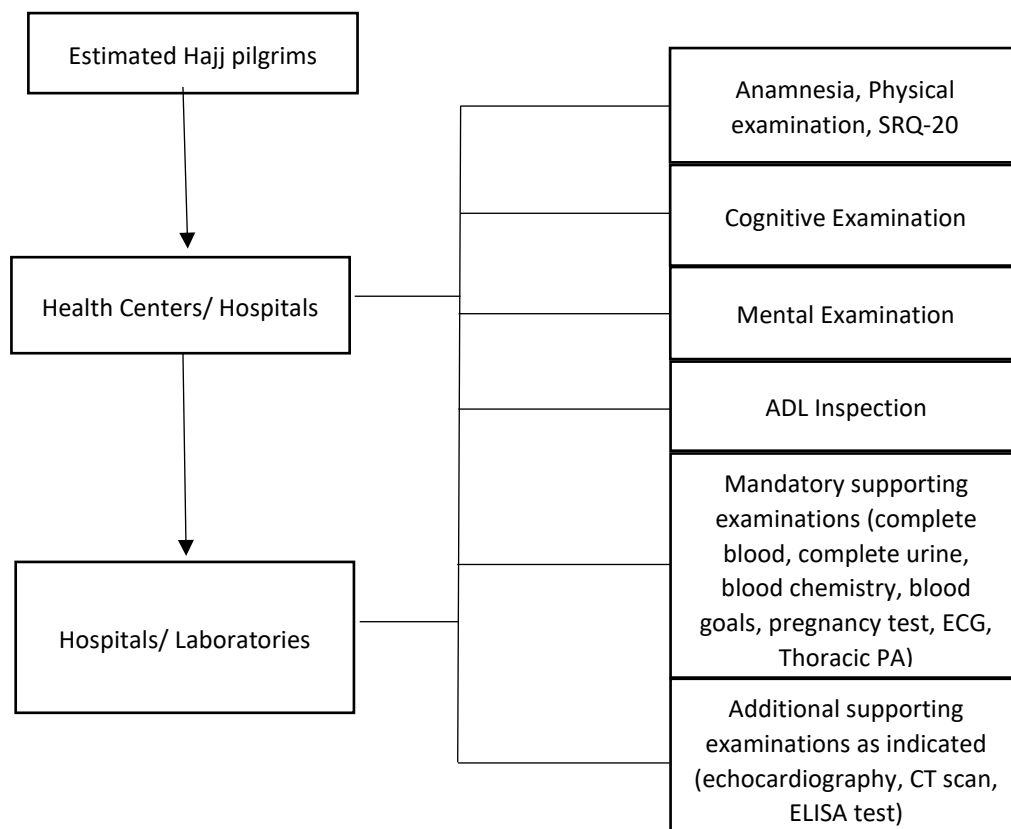 Estimated Hajj pilgrims
Health Centers/ Hospitals
Hospitals/ Laboratories
Anamnesia, Physical
examination, SRQ-20
Cognitive Examination
Mental Examination
ADL Inspection
Mandatory supporting
examinations (complete
blood, complete urine,
blood chemistry, blood
goals, pregnancy test, ECG,
Thoracic PA)
Additional supporting
examinations as indicated
(echocardiography, CT scan,
ELISA test)